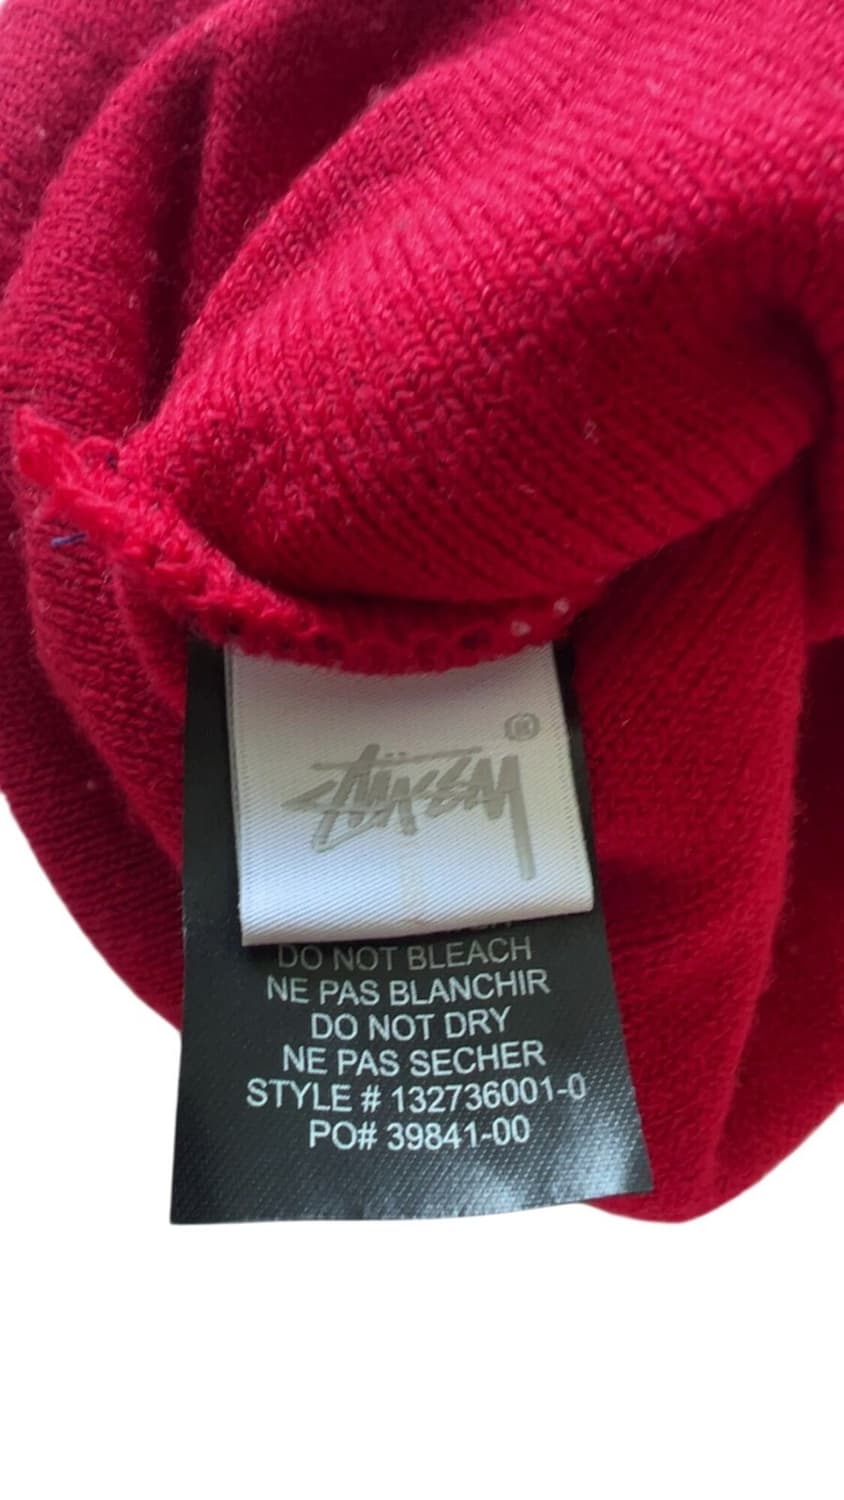 STÜSSY®
DO NOT BLEACH
NE PAS BLANCHIR
DO NOT DRY
NE PAS SECHER
STYLE # 132736001-0
PO# 39841-00